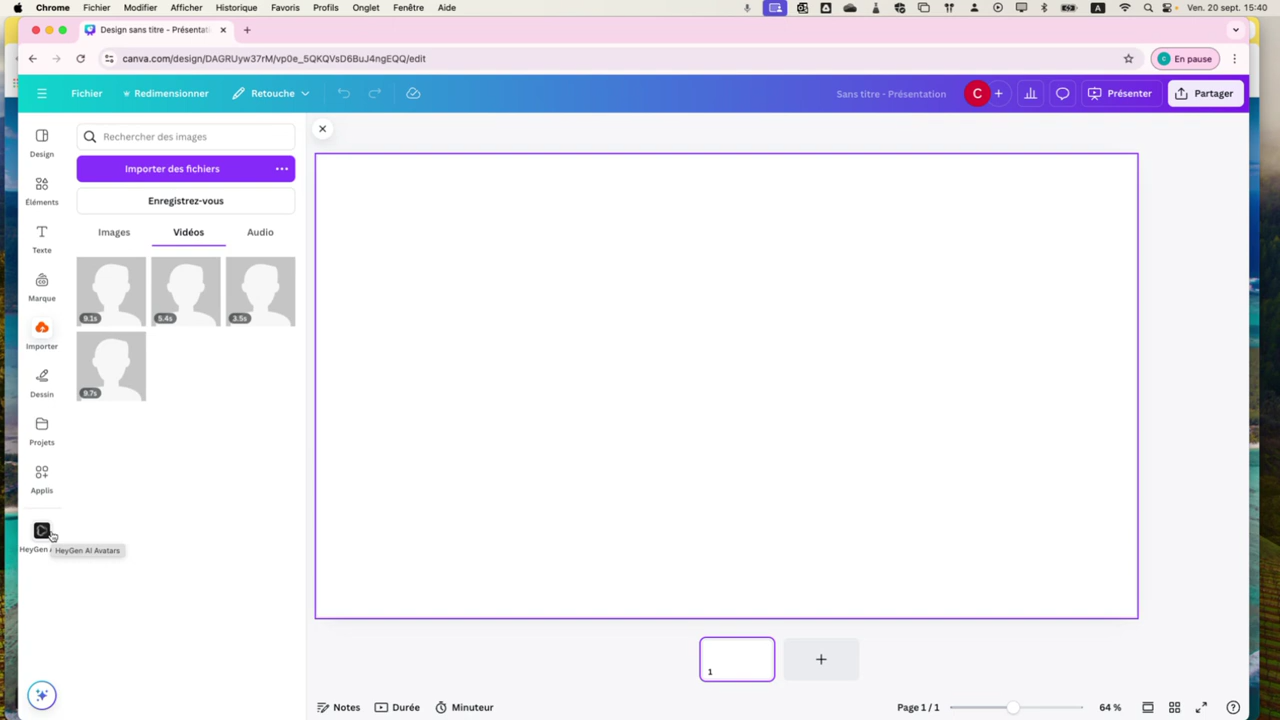 Chrome Fichier Modifier Afficher Historique Favoris Profils Onglet Fenêtre Aide
A
Ven. 20 sept. 15:40
Design sans titre - Présentati
canva.com/design/DAGRUyw37rM/vp0e_5QKQVsD6BuJ4ngEQQ/edit
C
En pause
Fichier
Redimensionner
Retouche
Sans titre - Présentation
C
Présenter
Partager
Design
Éléments
Texte
Marque
Importer
Dessin
Projets
Applis
HeyGen
HeyGen AI Avatars
Rechercher des images
Importer des fichiers
Enregistrez-vous
Images Vidéos Audio
9.1s 5.4s 3.5s
9.7s
1
Notes
Durée
Minuteur
Page 1 / 1
64 %